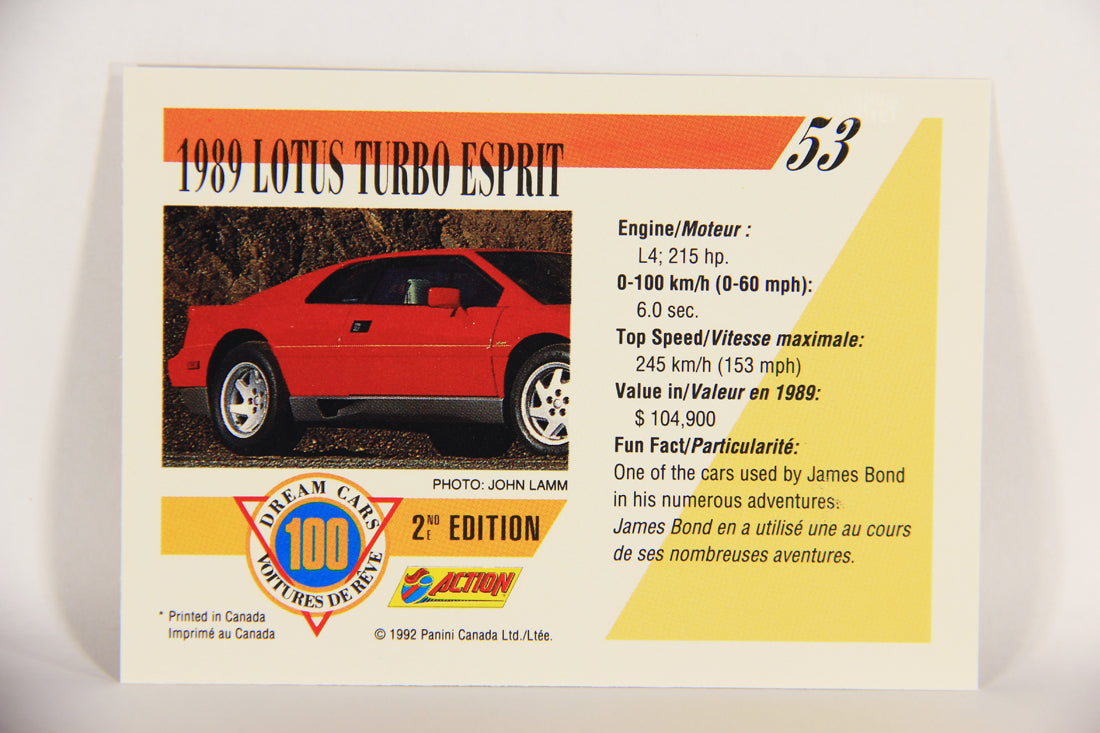 53
1989 LOTUS TURBO ESPRIT
Engine/Moteur :
L4; 215 hp.
0-100 km/h (0-60 mph):
6.0 sec.
Top Speed/Vitesse maximale:
245 km/h (153 mph)
Value in/Valeur en 1989:
$ 104,900
Fun Fact/Particularité:
One of the cars used by James Bond
in his numerous adventures.
James Bond en a utilisé une au cours
de ses nombreuses aventures.
PHOTO: JOHN LAMM
DREAM CARS
100
VOITURES DE RÊVE
2ND/E EDITION
ACTION
* Printed in Canada
Imprimé au Canada
© 1992 Panini Canada Ltd./Ltée.